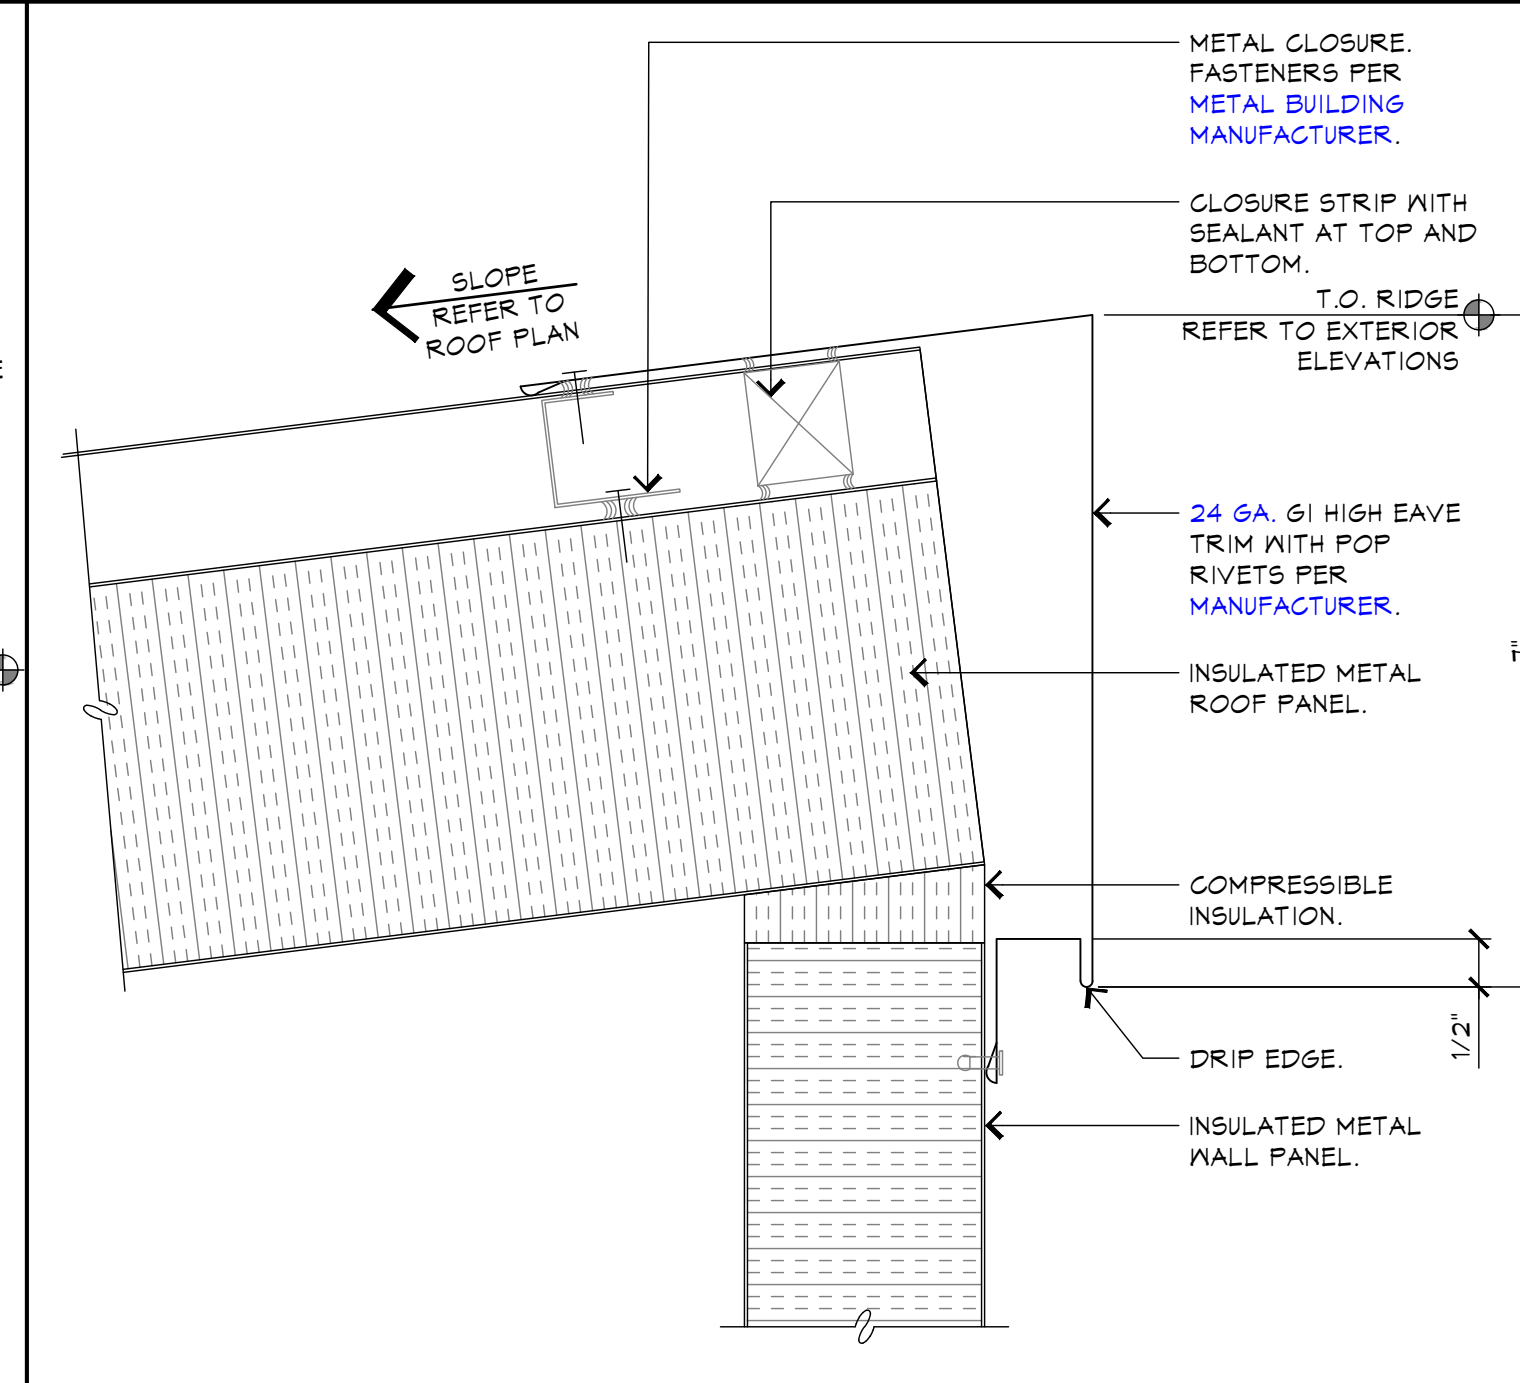 METAL CLOSURE.
FASTENERS PER
METAL BUILDING
MANUFACTURER.
CLOSURE STRIP WITH
SEALANT AT TOP AND
BOTTOM.
SLOPE
REFER TO
ROOF PLAN
T.O. RIDGE
REFER TO EXTERIOR
ELEVATIONS
24 GA. GI HIGH EAVE
TRIM WITH POP
RIVETS PER
MANUFACTURER.
INSULATED METAL
ROOF PANEL.
COMPRESSIBLE
INSULATION.
1/2"
DRIP EDGE.
INSULATED METAL
WALL PANEL.